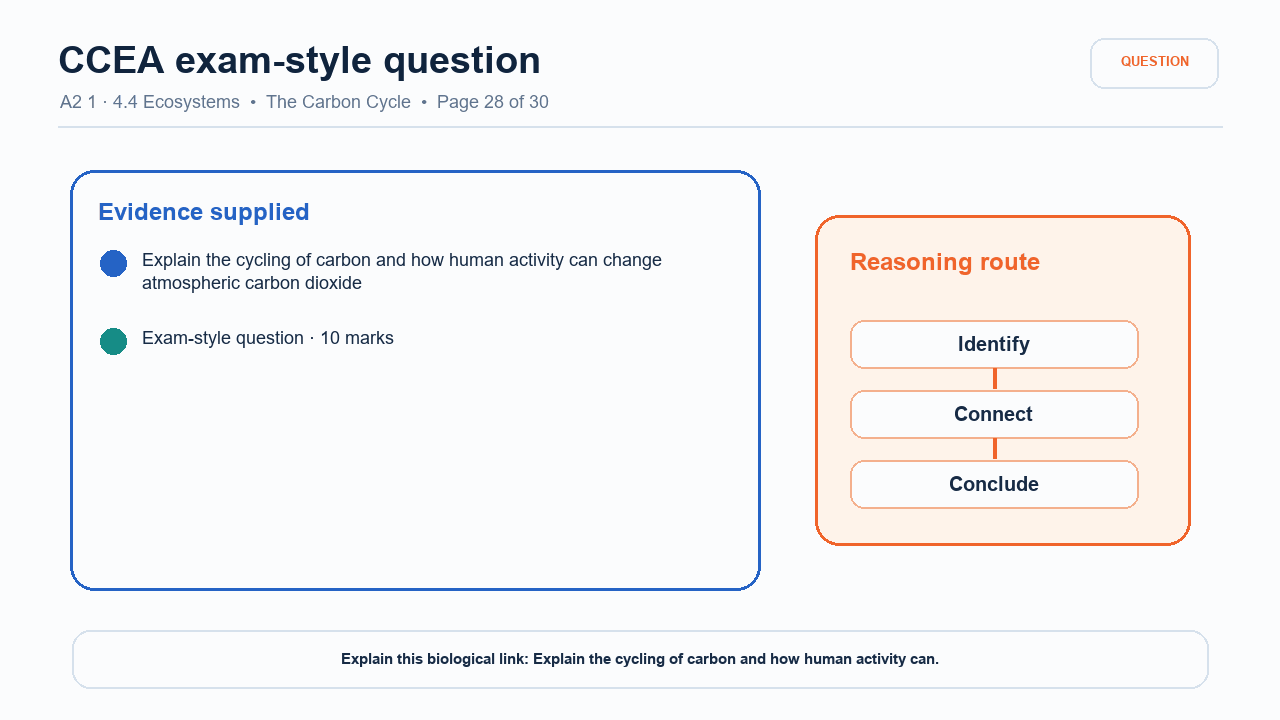 CCEA exam-style question
QUESTION
A2 1 · 4.4 Ecosystems • The Carbon Cycle • Page 28 of 30
Evidence supplied
Explain the cycling of carbon and how human activity can change
atmospheric carbon dioxide
Exam-style question · 10 marks
Reasoning route
Identify
Connect
Conclude
Explain this biological link: Explain the cycling of carbon and how human activity can.